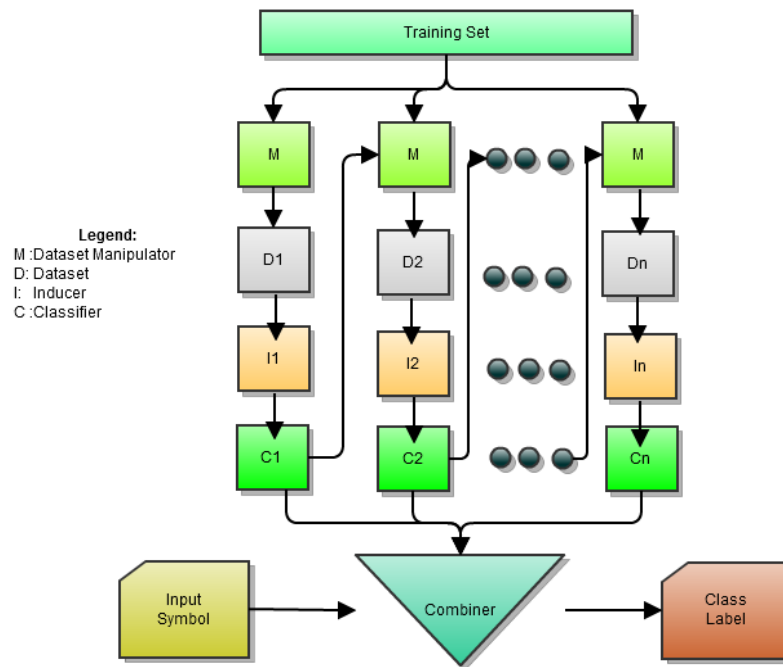 Training Set
M
M
M
Legend:
M :Dataset Manipulator
D: Dataset
I: Inducer
C :Classifier
D1
D2
Dn
I1
I2
In
C1
C2
Cn
Input
Symbol
Combiner
Class
Label